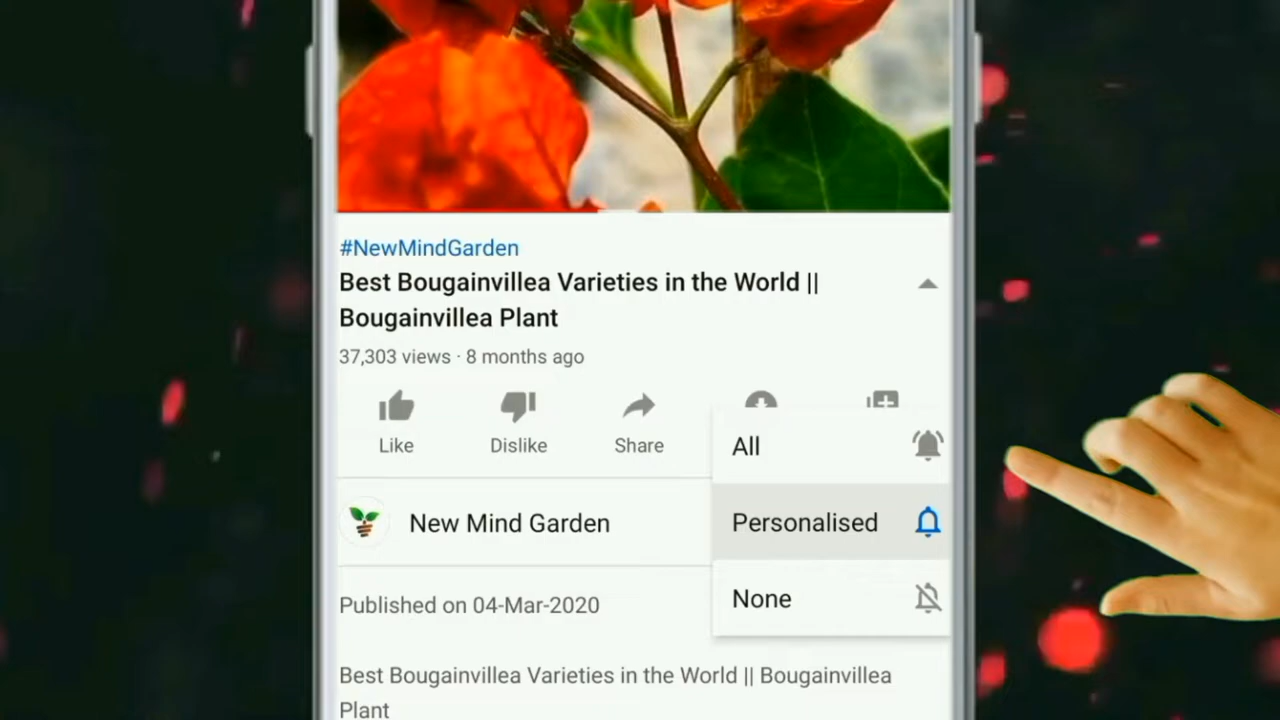 #NewMindGarden
Best Bougainvillea Varieties in the World ||
Bougainvillea Plant
37,303 views · 8 months ago
Like
Dislike
Share
All
New Mind Garden
Personalised
Published on 04-Mar-2020
None
Best Bougainvillea Varieties in the World || Bougainvillea
Plant